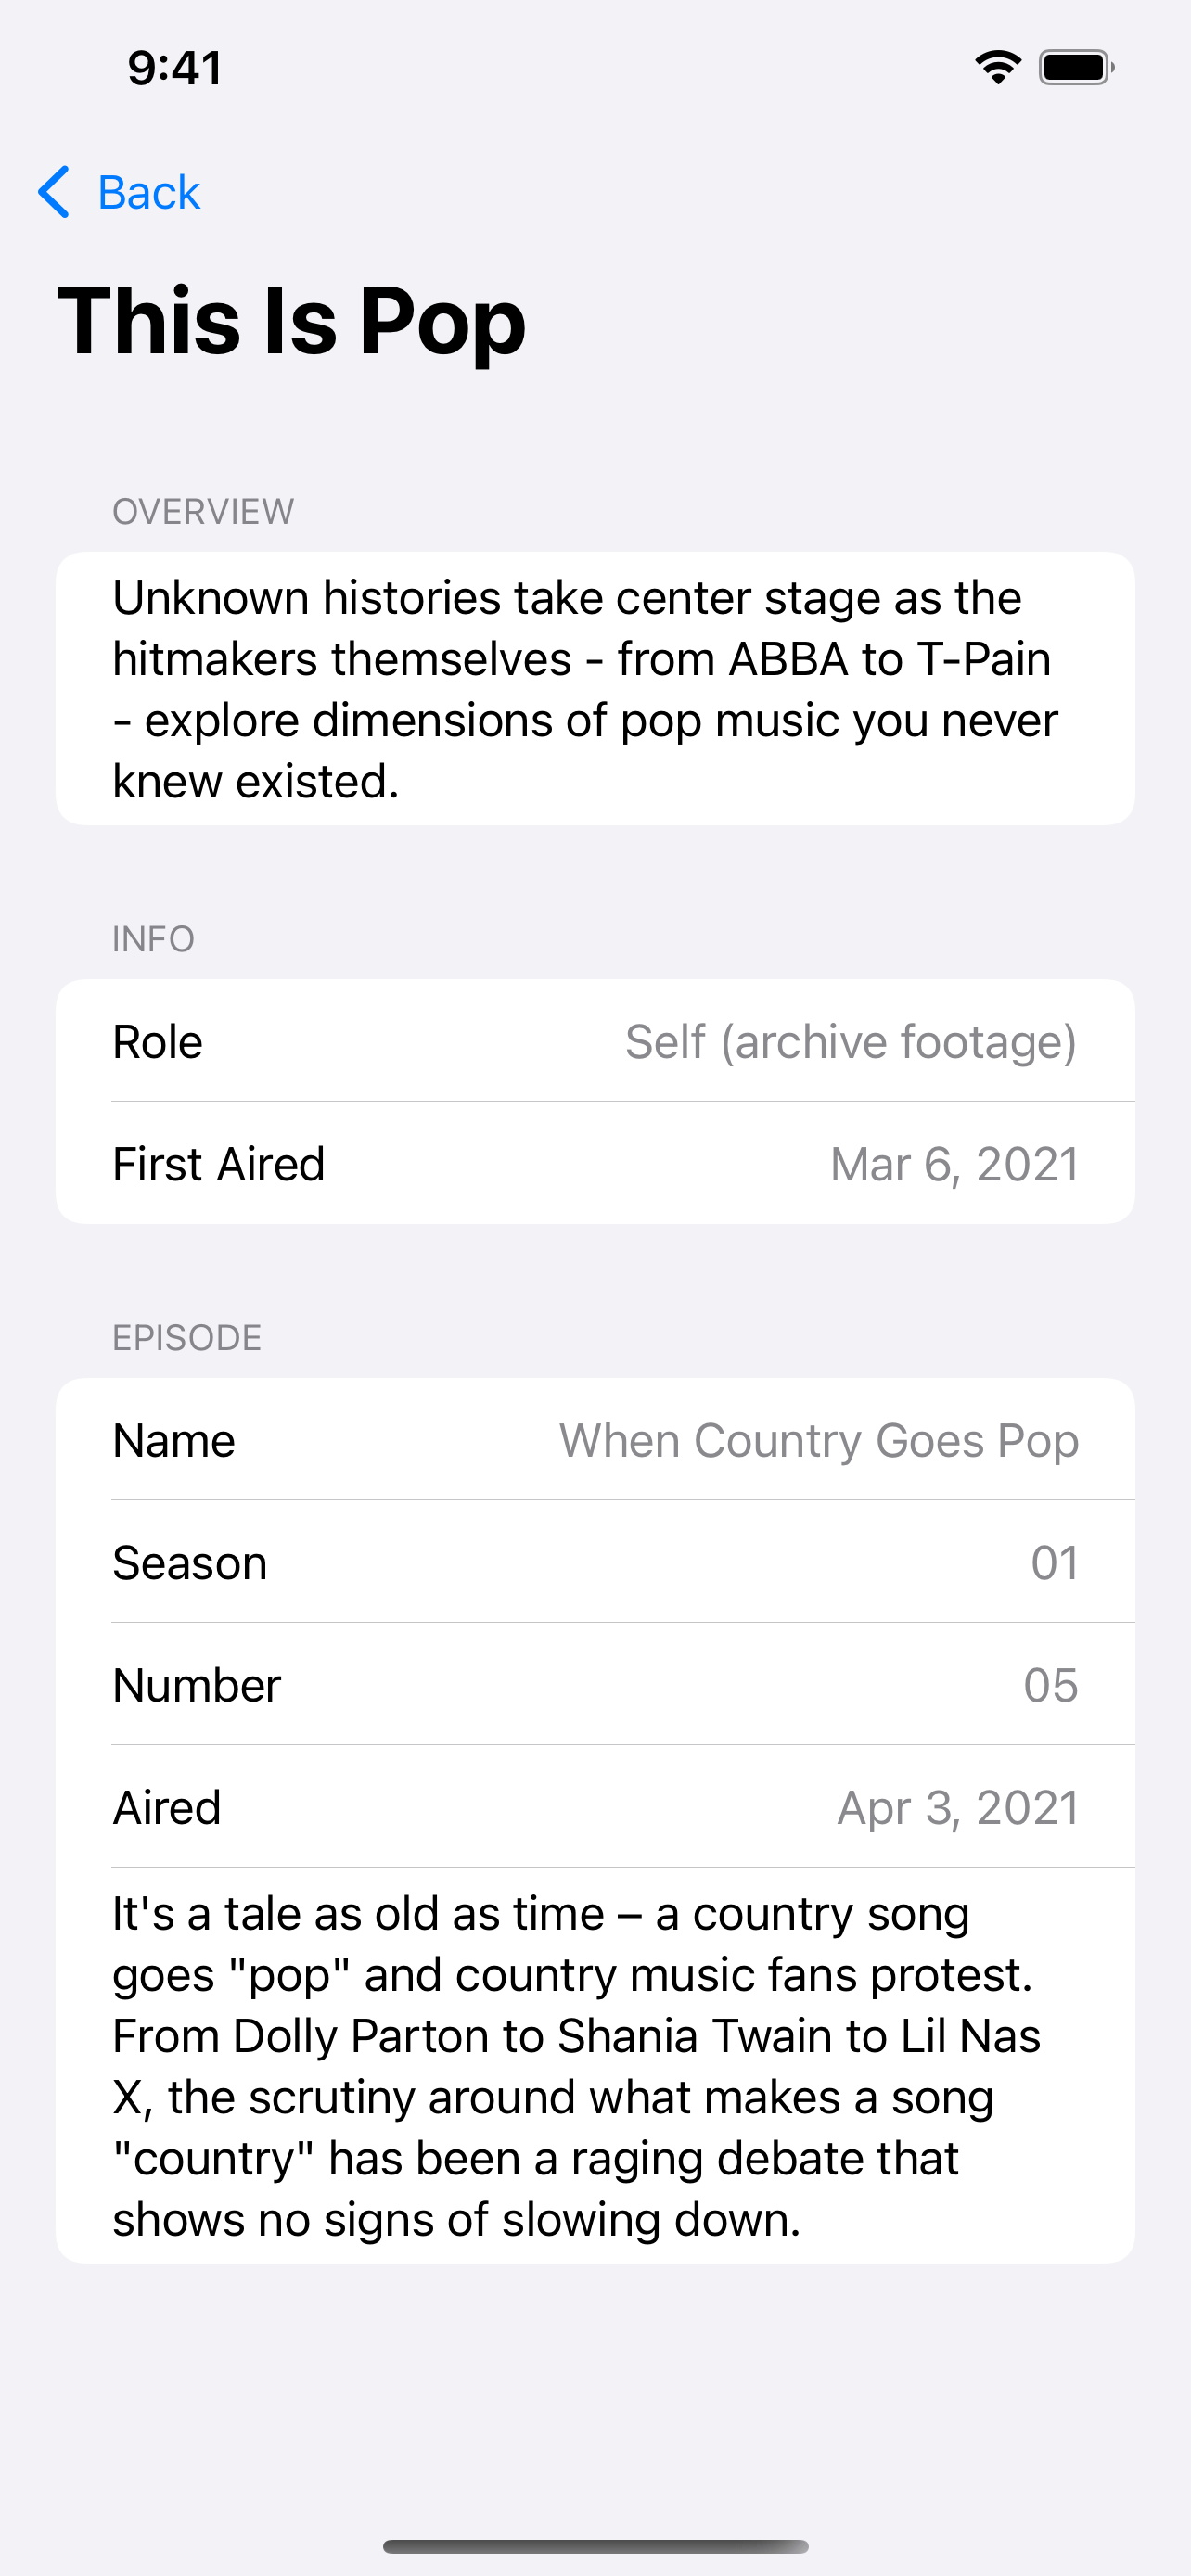 9:41
Back
This Is Pop
OVERVIEW
Unknown histories take center stage as the
hitmakers themselves - from ABBA to T-Pain
- explore dimensions of pop music you never
knew existed.
INFO
Role Self (archive footage)
First Aired Mar 6, 2021
EPISODE
Name When Country Goes Pop
Season 01
Number 05
Aired Apr 3, 2021
It's a tale as old as time – a country song
goes "pop" and country music fans protest.
From Dolly Parton to Shania Twain to Lil Nas
X, the scrutiny around what makes a song
"country" has been a raging debate that
shows no signs of slowing down.